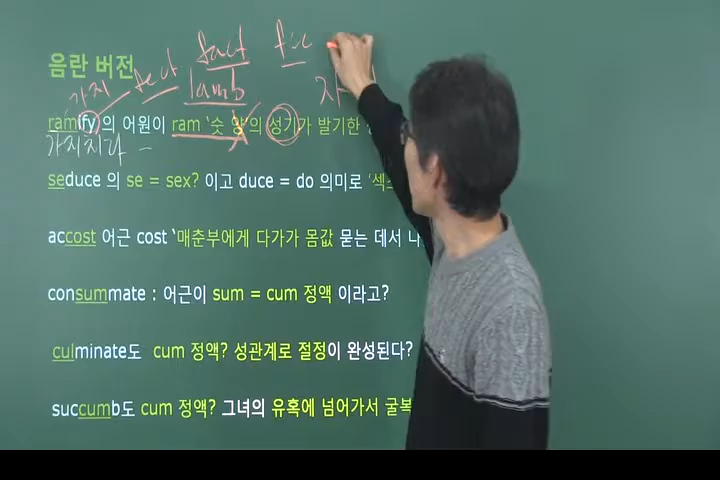 음란 버전
가지 fect fact fic
lamb 자
ramify의 어원이 ram '숫 양'의 성기가 발기한
가지치다 -
seduce 의 se = sex? 이고 duce = do 의미로 '섹
accost 어근 cost '매춘부에게 다가가 몸값 묻는 데서 나
consummate : 어근이 sum = cum 정액 이라고?
culminate도 cum 정액? 성관계로 절정이 완성된다?
succumb도 cum 정액? 그녀의 유혹에 넘어가서 굴복